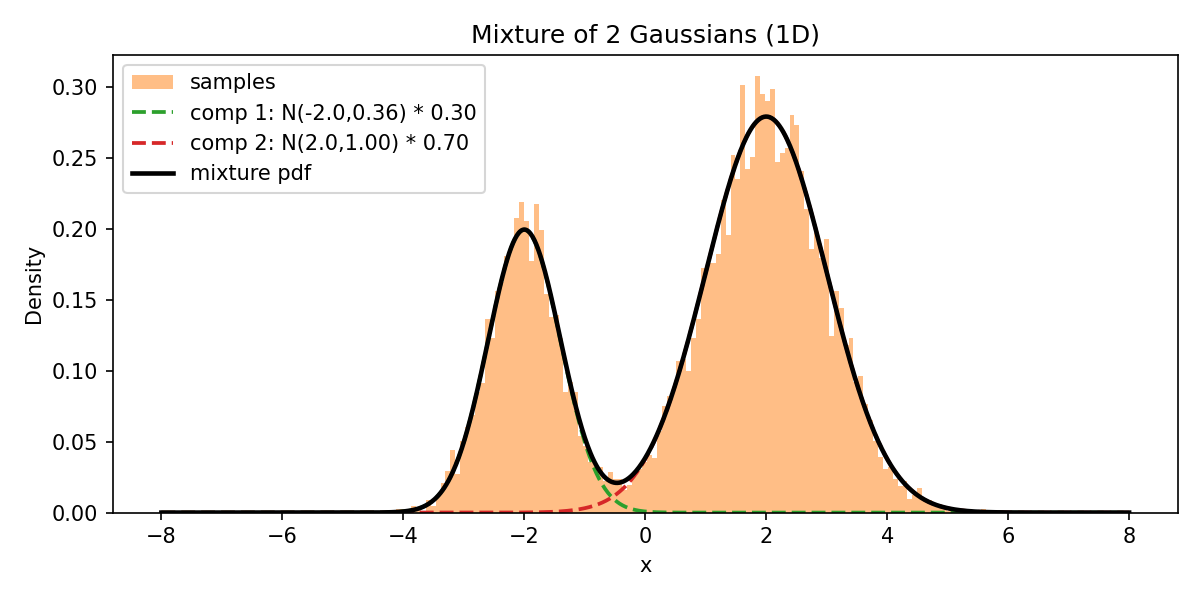 Mixture of 2 Gaussians (1D)
samples
comp 1: N(-2.0,0.36) * 0.30
comp 2: N(2.0,1.00) * 0.70
mixture pdf
Density
0.30
0.25
0.20
0.15
0.10
0.05
0.00
−8 −6 −4 −2 0 2 4 6 8
x